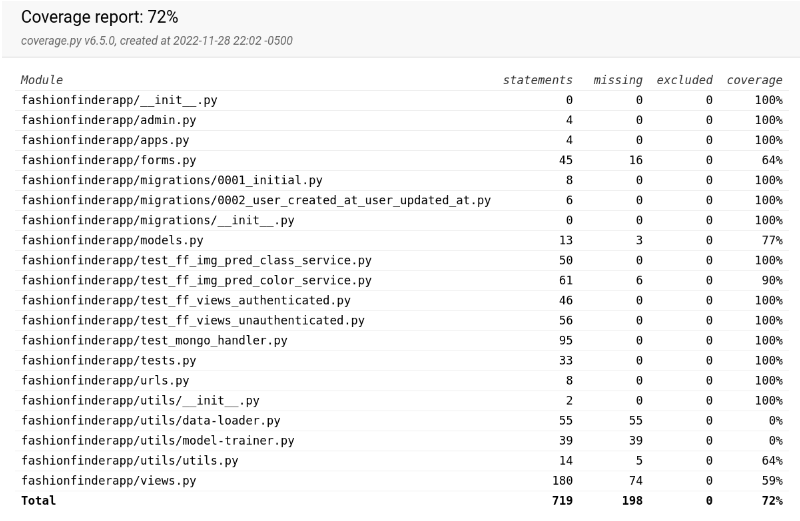 Coverage report: 72%
coverage.py v6.5.0, created at 2022-11-28 22:02 -0500
Module statements missing excluded coverage
fashionfinderapp/__init__.py 0 0 0 100%
fashionfinderapp/admin.py 4 0 0 100%
fashionfinderapp/apps.py 4 0 0 100%
fashionfinderapp/forms.py 45 16 0 64%
fashionfinderapp/migrations/0001_initial.py 8 0 0 100%
fashionfinderapp/migrations/0002_user_created_at_user_updated_at.py 6 0 0 100%
fashionfinderapp/migrations/__init__.py 0 0 0 100%
fashionfinderapp/models.py 13 3 0 77%
fashionfinderapp/test_ff_img_pred_class_service.py 50 0 0 100%
fashionfinderapp/test_ff_img_pred_color_service.py 61 6 0 90%
fashionfinderapp/test_ff_views_authenticated.py 46 0 0 100%
fashionfinderapp/test_ff_views_unauthenticated.py 56 0 0 100%
fashionfinderapp/test_mongo_handler.py 95 0 0 100%
fashionfinderapp/tests.py 33 0 0 100%
fashionfinderapp/urls.py 8 0 0 100%
fashionfinderapp/utils/__init__.py 2 0 0 100%
fashionfinderapp/utils/data-loader.py 55 55 0 0%
fashionfinderapp/utils/model-trainer.py 39 39 0 0%
fashionfinderapp/utils/utils.py 14 5 0 64%
fashionfinderapp/views.py 180 74 0 59%
Total 719 198 0 72%